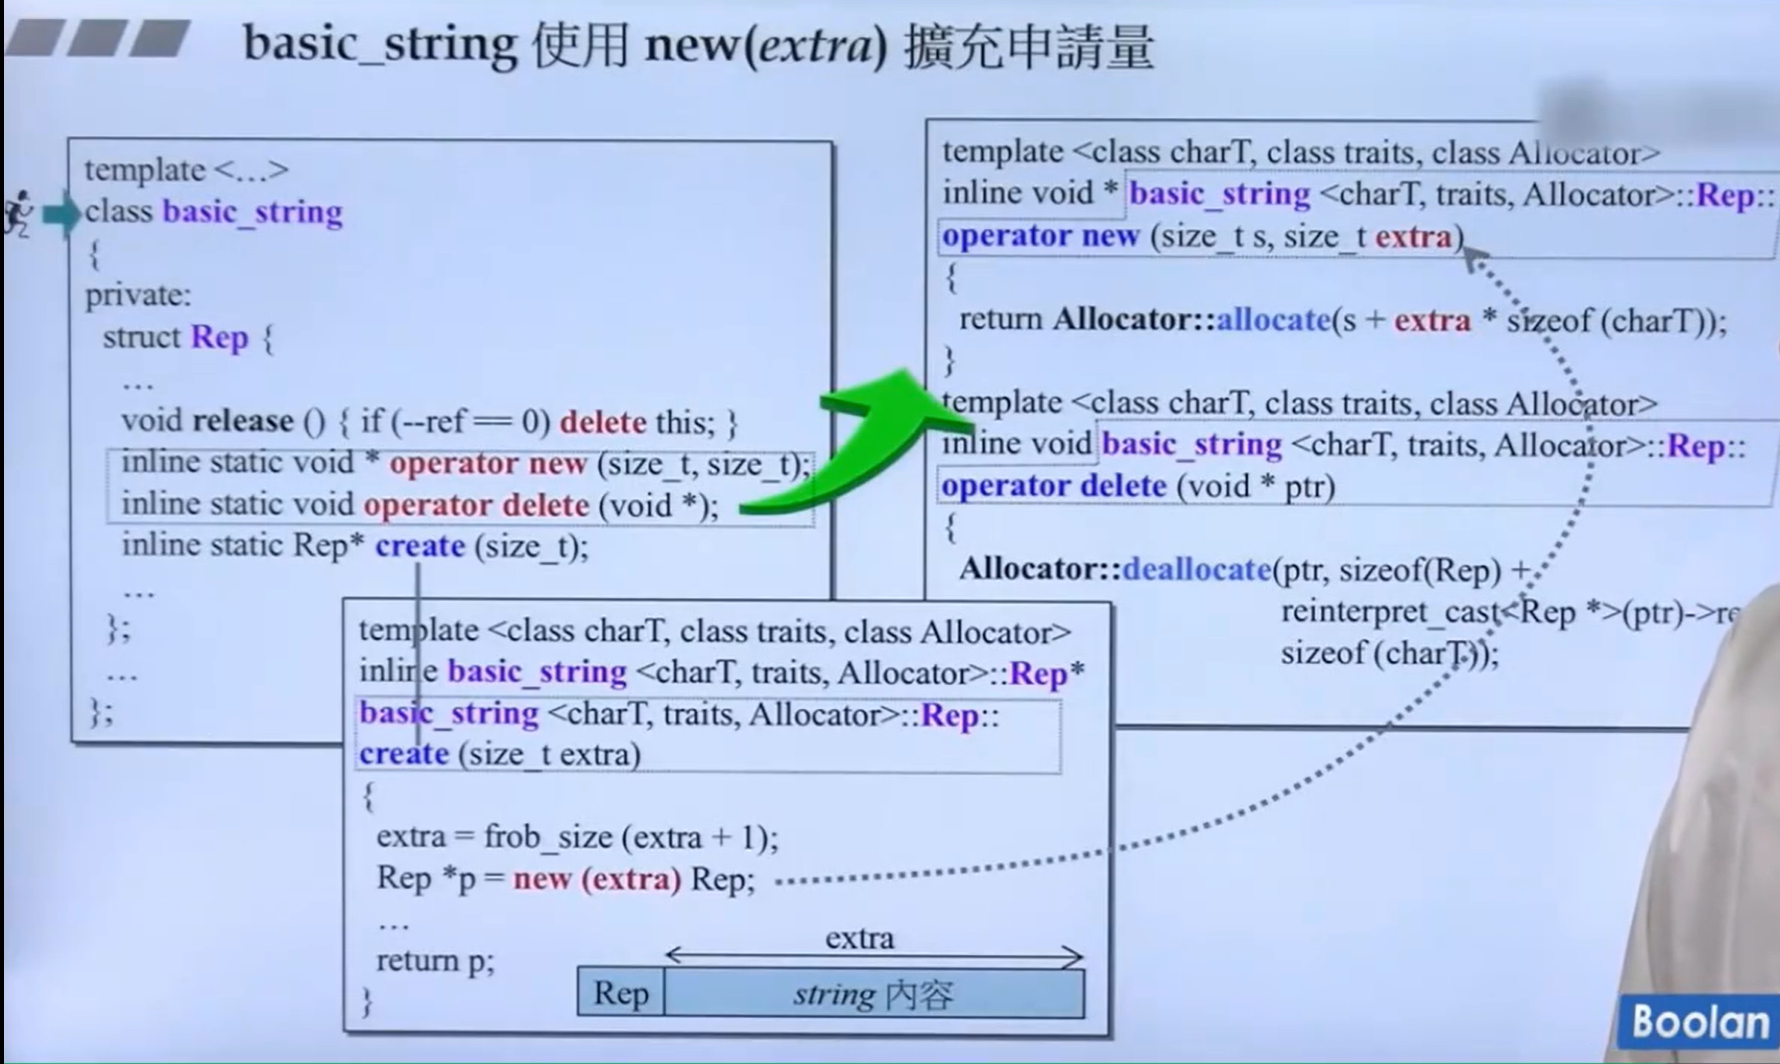 basic_string 使用 new(extra) 擴充申請量
template <...>
class basic_string
{
private:
struct Rep {
...
void release () { if (--ref == 0) delete this; }
inline static void * operator new (size_t, size_t);
inline static void operator delete (void *);
inline static Rep* create (size_t);
...
};
...
};
template <class charT, class traits, class Allocator>
inline void * basic_string <charT, traits, Allocator>::Rep::
operator new (size_t s, size_t extra)
{
return Allocator::allocate(s + extra * sizeof (charT));
}
template <class charT, class traits, class Allocator>
inline void basic_string <charT, traits, Allocator>::Rep::
operator delete (void * ptr)
{
Allocator::deallocate(ptr, sizeof(Rep) +
reinterpret_cast<Rep *>(ptr)->
sizeof (charT));
template <class charT, class traits, class Allocator>
inline basic_string <charT, traits, Allocator>::Rep*
basic_string <charT, traits, Allocator>::Rep::
create (size_t extra)
{
extra = frob_size (extra + 1);
Rep *p = new (extra) Rep;
...
return p;
}
extra
Rep
string 內容
Boolan